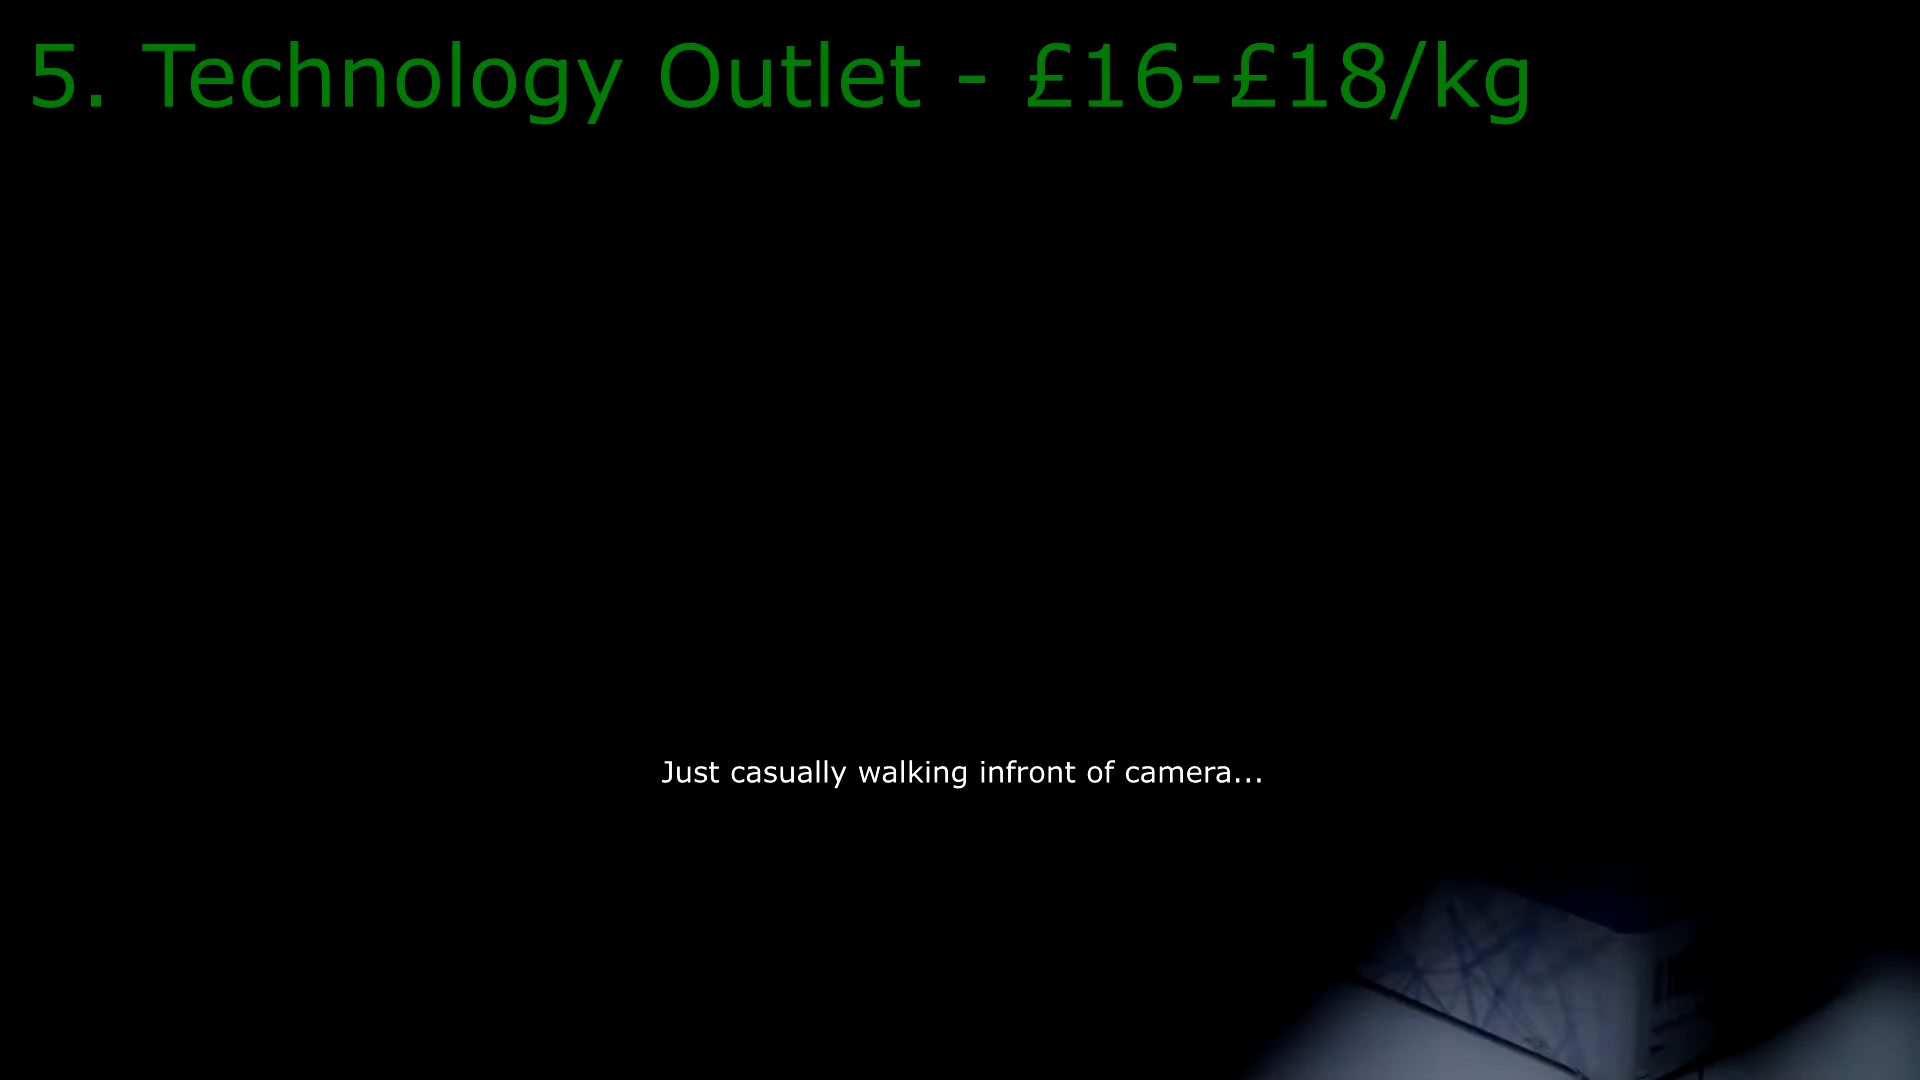 5. Technology Outlet - £16-£18/kg
Just casually walking infront of camera...